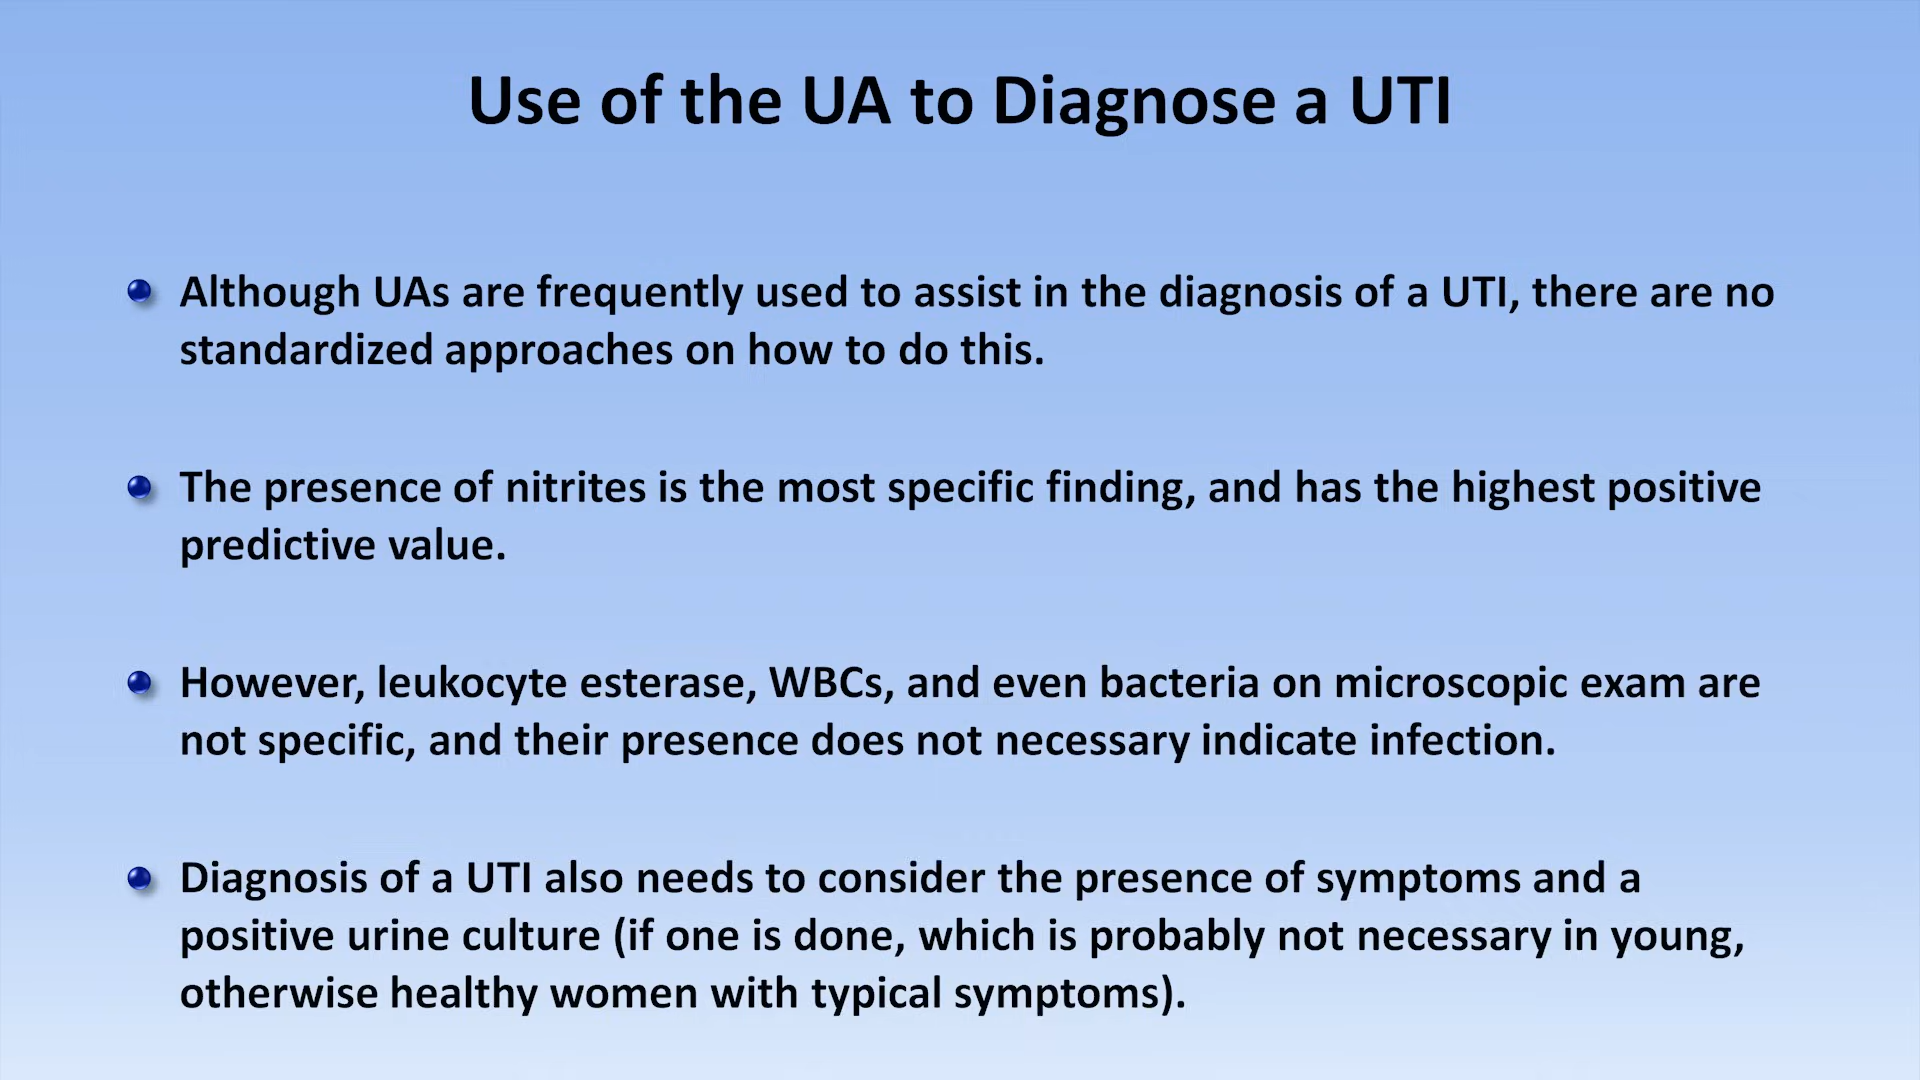 Use of the UA to Diagnose a UTI
Although UAs are frequently used to assist in the diagnosis of a UTI, there are no
standardized approaches on how to do this.
The presence of nitrites is the most specific finding, and has the highest positive
predictive value.
However, leukocyte esterase, WBCs, and even bacteria on microscopic exam are
not specific, and their presence does not necessary indicate infection.
Diagnosis of a UTI also needs to consider the presence of symptoms and a
positive urine culture (if one is done, which is probably not necessary in young,
otherwise healthy women with typical symptoms).